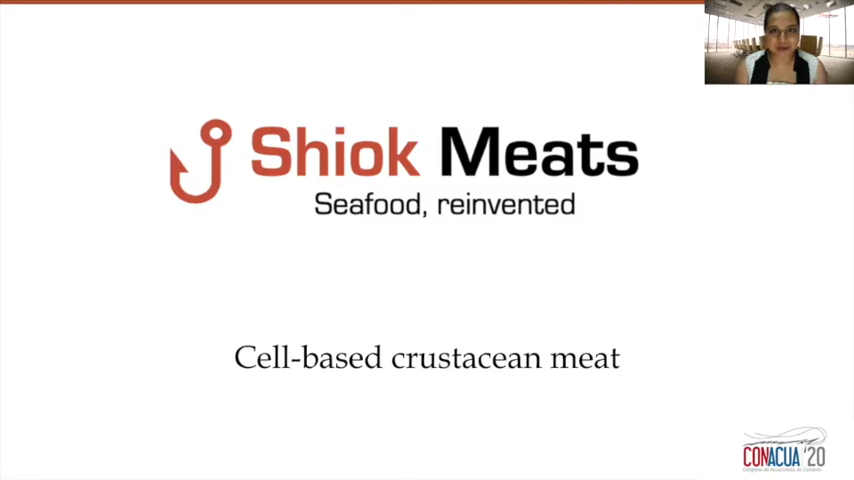 Shiok Meats
Seafood, reinvented
Cell-based crustacean meat
CONACUA '20